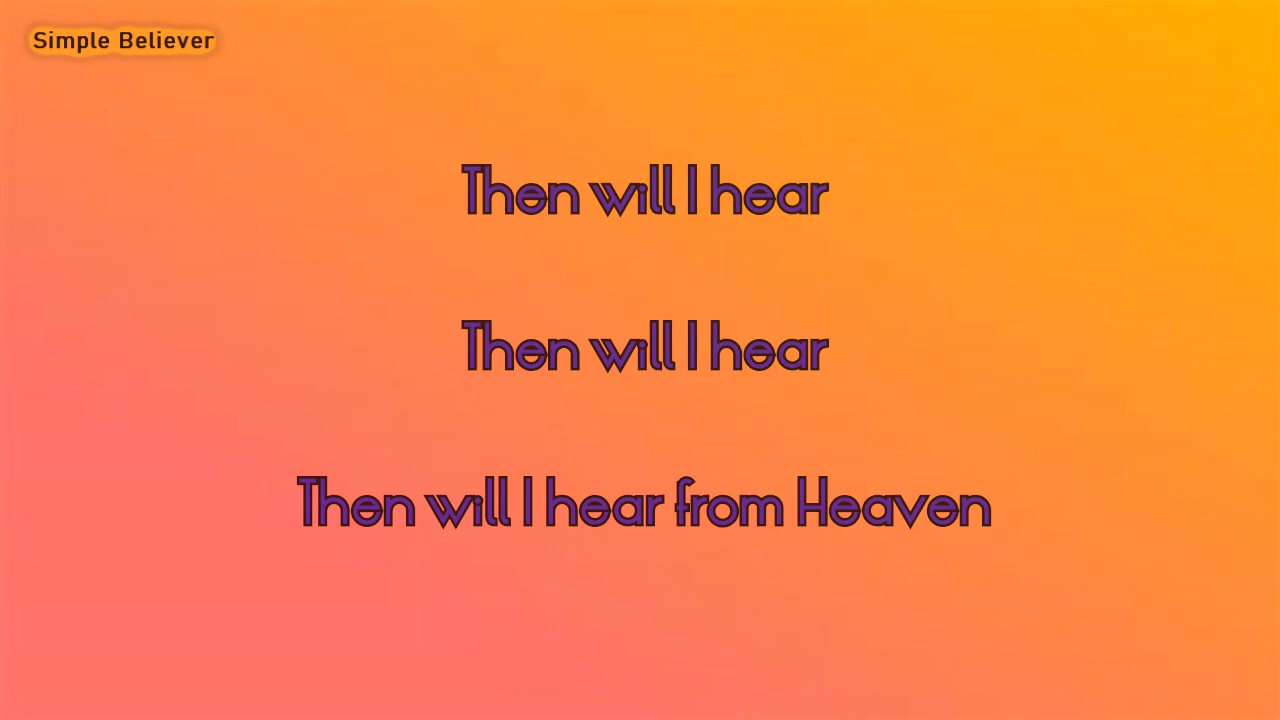 Simple Believer
Then will I hear
Then will I hear
Then will I hear from Heaven